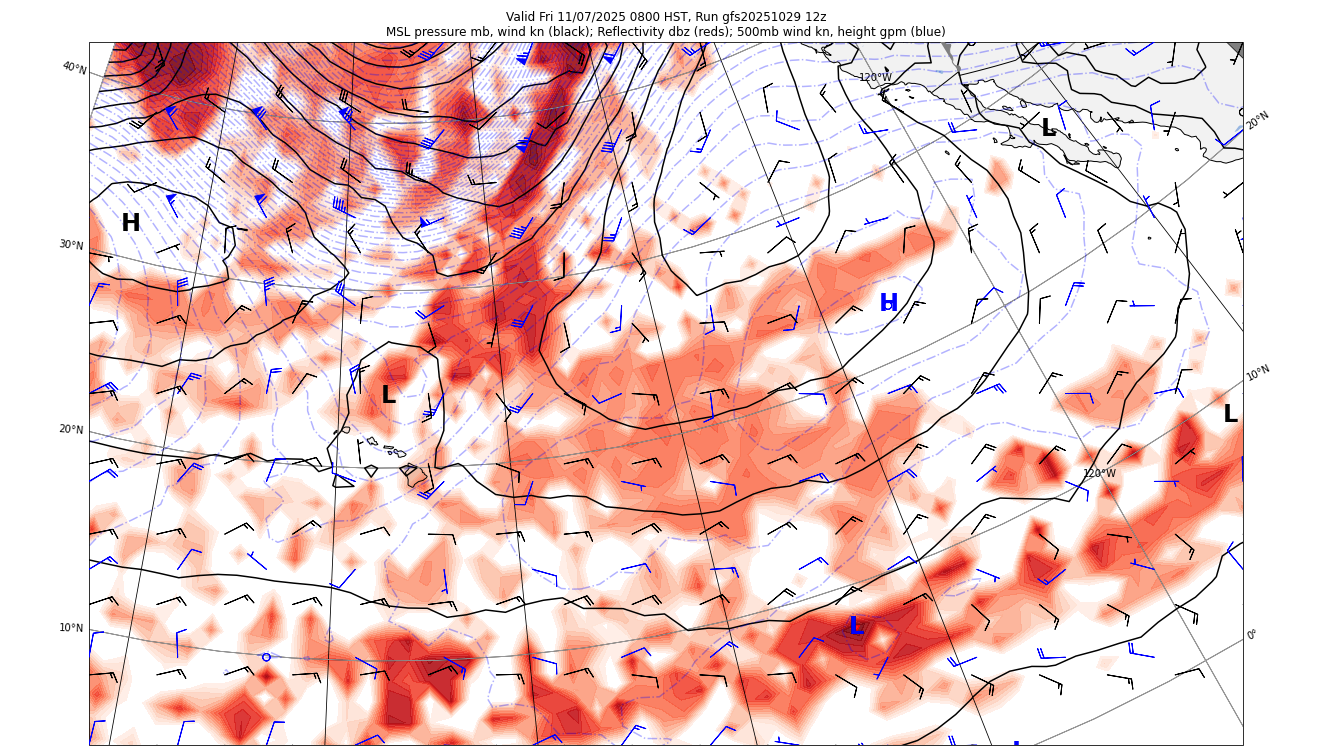 Valid Fri 11/07/2025 0800 HST, Run gfs20251029 12z
MSL pressure mb, wind kn (black); Reflectivity dbz (reds); 500mb wind kn, height gpm (blue)
40°N
120°W
20°N
L
H
30°N
H
10°N
L
L
20°N
120°W
10°N
L
0°